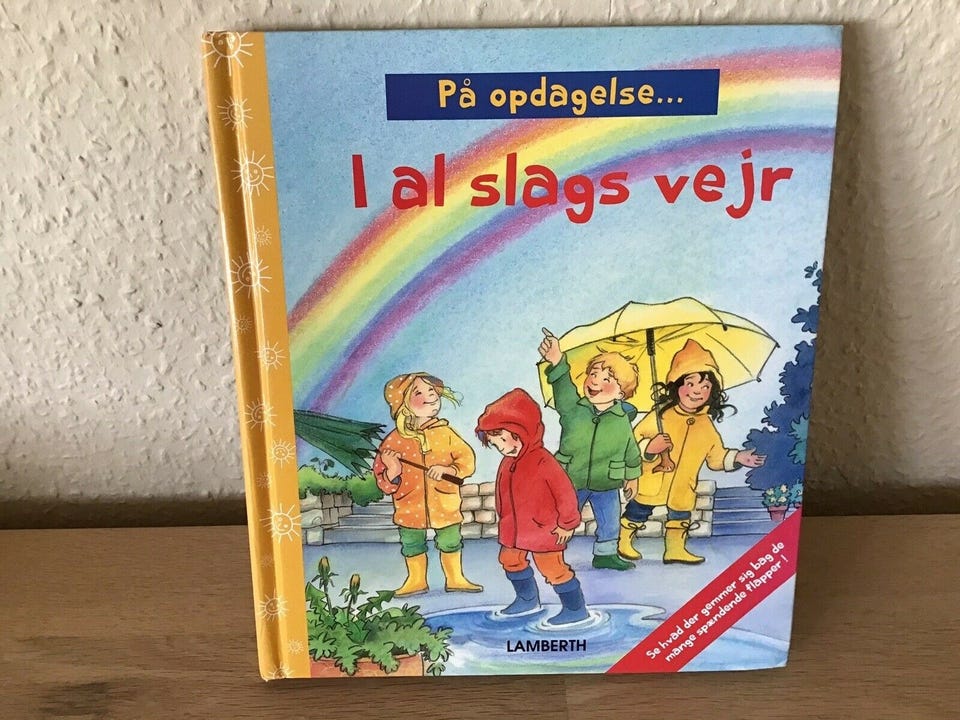 På opdagelse...
I al slags vejr
LAMBERTH
Se hvad der gemmer sig bag de
mange spændende flapper!